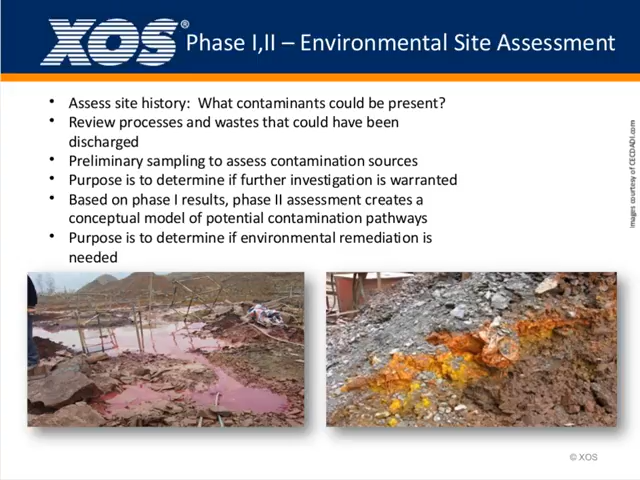 XOS® Phase I,II – Environmental Site Assessment
• Assess site history: What contaminants could be present?
• Review processes and wastes that could have been
discharged
• Preliminary sampling to assess contamination sources
• Purpose is to determine if further investigation is warranted
• Based on phase I results, phase II assessment creates a
conceptual model of potential contamination pathways
• Purpose is to determine if environmental remediation is
needed
Images courtesy of CECDADI.com
© XOS